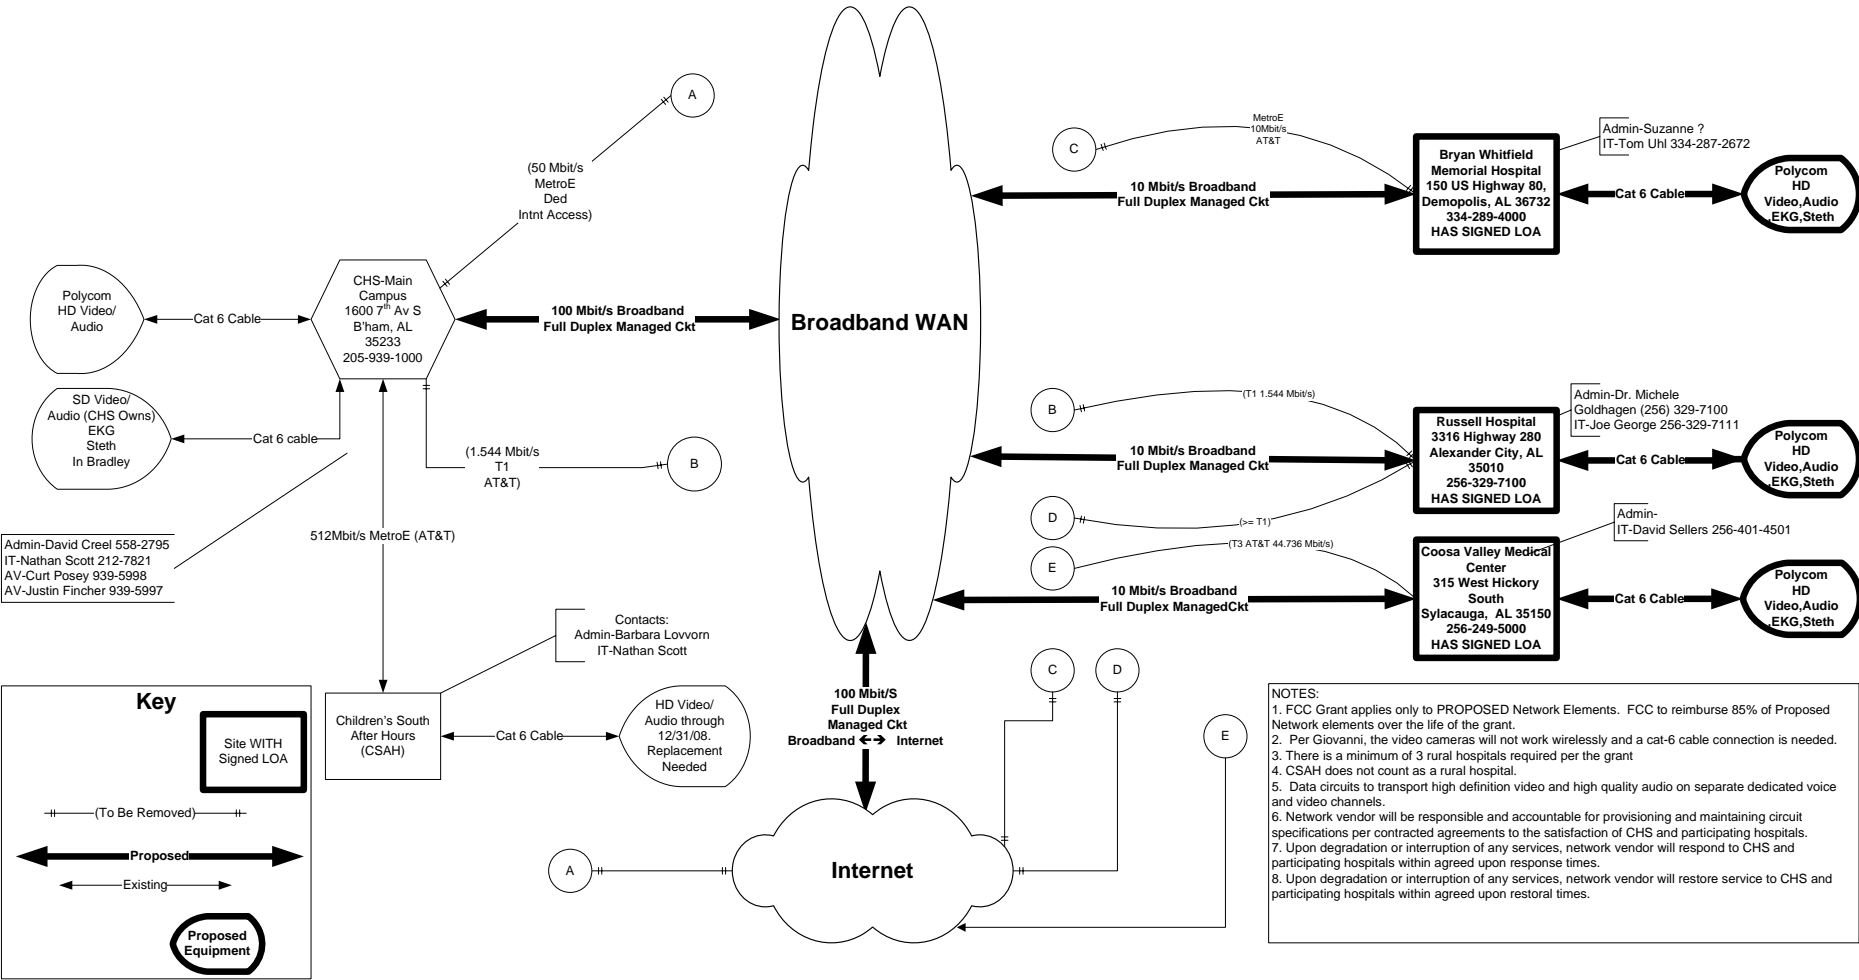 A
(50 Mbit/s
MetroE
Ded
Intnt Access)
Polycom
HD Video/
Audio
Cat 6 Cable
CHS-Main
Campus
1600 7th Av S
B'ham, AL
35233
205-939-1000
100 Mbit/s Broadband
Full Duplex Managed Ckt
SD Video/
Audio (CHS Owns)
EKG
Steth
In Bradley
Cat 6 cable
(1.544 Mbit/s
T1
AT&T)
B
Admin-David Creel 558-2795
IT-Nathan Scott 212-7821
AV-Curt Posey 939-5998
AV-Justin Fincher 939-5997
512Mbit/s MetroE (AT&T)
Contacts:
Admin-Barbara Lovvorn
IT-Nathan Scott
Children's South
After Hours
(CSAH)
Cat 6 Cable
HD Video/
Audio through
12/31/08.
Replacement
Needed
Key
Site WITH
Signed LOA
(To Be Removed)
Proposed
Existing
Proposed
Equipment
Broadband WAN
100 Mbit/S
Full Duplex
Managed Ckt
Broadband <--> Internet
A
Internet
C
D
E
C
MetroE
10Mbit/s
AT&T
10 Mbit/s Broadband
Full Duplex Managed Ckt
Bryan Whitfield
Memorial Hospital
150 US Highway 80,
Demopolis, AL 36732
334-289-4000
HAS SIGNED LOA
Admin-Suzanne ?
IT-Tom Uhl 334-287-2672
Cat 6 Cable
Polycom
HD
Video,Audio
,EKG,Steth
B
(T1 1.544 Mbit/s)
10 Mbit/s Broadband
Full Duplex Managed Ckt
D
(>= T1)
Russell Hospital
3316 Highway 280
Alexander City, AL
35010
256-329-7100
HAS SIGNED LOA
Admin-Dr. Michele
Goldhagen (256) 329-7100
IT-Joe George 256-329-7111
Cat 6 Cable
Polycom
HD
Video,Audio
,EKG,Steth
E
(T3 AT&T 44.736 Mbit/s)
10 Mbit/s Broadband
Full Duplex ManagedCkt
Coosa Valley Medical
Center
315 West Hickory
South
Sylacauga, AL 35150
256-249-5000
HAS SIGNED LOA
Admin-
IT-David Sellers 256-401-4501
Cat 6 Cable
Polycom
HD
Video,Audio
,EKG,Steth
NOTES:
1. FCC Grant applies only to PROPOSED Network Elements. FCC to reimburse 85% of Proposed
Network elements over the life of the grant.
2. Per Giovanni, the video cameras will not work wirelessly and a cat-6 cable connection is needed.
3. There is a minimum of 3 rural hospitals required per the grant
4. CSAH does not count as a rural hospital.
5. Data circuits to transport high definition video and high quality audio on separate dedicated voice
and video channels.
6. Network vendor will be responsible and accountable for provisioning and maintaining circuit
specifications per contracted agreements to the satisfaction of CHS and participating hospitals.
7. Upon degradation or interruption of any services, network vendor will respond to CHS and
participating hospitals within agreed upon response times.
8. Upon degradation or interruption of any services, network vendor will restore service to CHS and
participating hospitals within agreed upon restoral times.